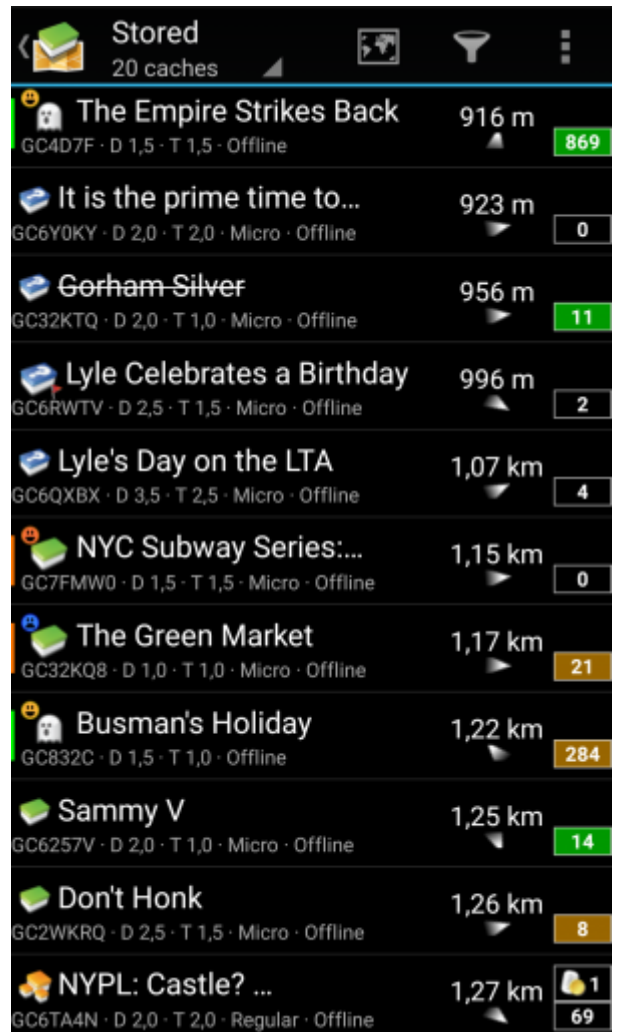 Stored
20 caches
The Empire Strikes Back 916 m
GC4D7F · D 1,5 · T 1,5 · Offline 869
It is the prime time to… 923 m
GC6Y0KY · D 2,0 · T 2,0 · Micro · Offline 0
Gorham Silver 956 m
GC32KTQ · D 2,0 · T 1,0 · Micro · Offline 11
Lyle Celebrates a Birthday 996 m
GC6RWTV · D 2,5 · T 1,5 · Micro · Offline 2
Lyle's Day on the LTA 1,07 km
GC6QXBX · D 3,5 · T 2,5 · Micro · Offline 4
NYC Subway Series:… 1,15 km
GC7FMW0 · D 1,5 · T 1,5 · Micro · Offline 0
The Green Market 1,17 km
GC32KQ8 · D 1,0 · T 1,0 · Micro · Offline 21
Busman's Holiday 1,22 km
GC832C · D 1,5 · T 1,0 · Offline 284
Sammy V 1,25 km
GC6257V · D 2,0 · T 1,0 · Micro · Offline 14
Don't Honk 1,26 km
GC2WKRQ · D 2,5 · T 1,5 · Micro · Offline 8
NYPL: Castle? … 1,27 km 1
GC6TA4N · D 2,0 · T 2,0 · Regular · Offline 69